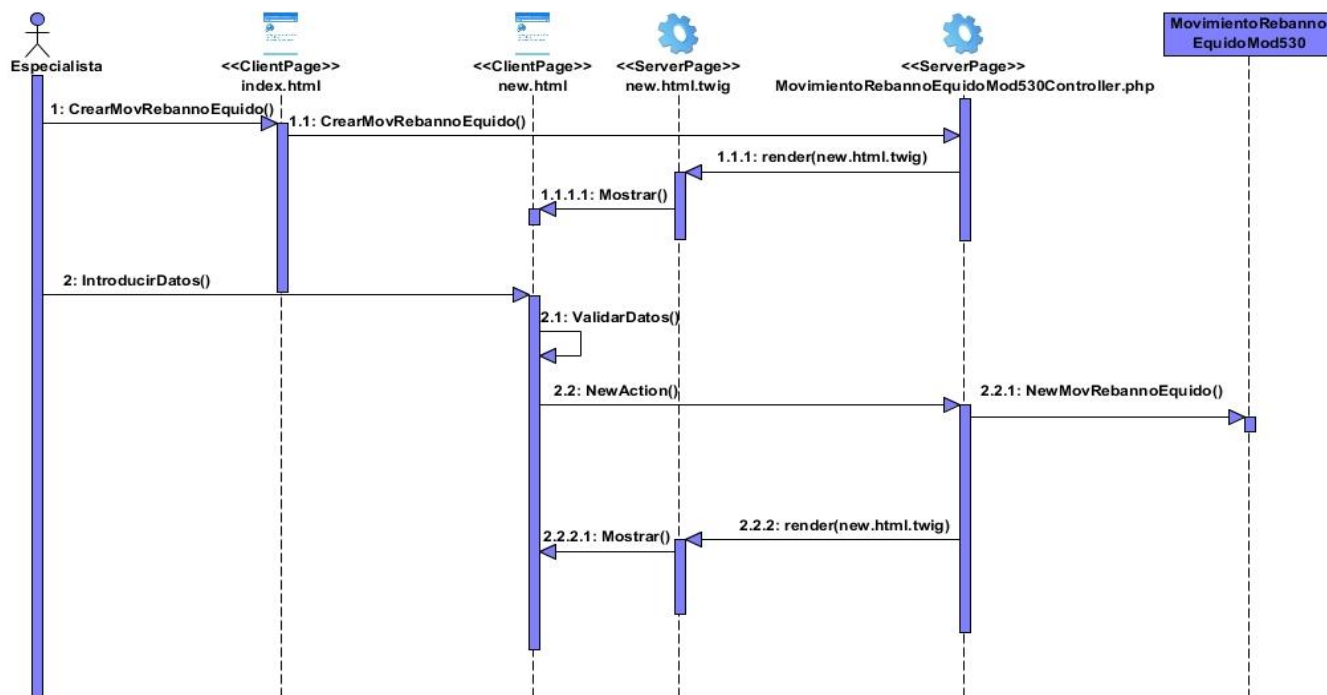 Especialista
<<ClientPage>>
index.html
<<ClientPage>>
new.html
<<ServerPage>>
new.html.twig
<<ServerPage>>
MovimientoRebannoEquidoMod530Controller.php
MovimientoRebanno
EquidoMod530
1: CrearMovRebannoEquido()
1.1: CrearMovRebannoEquido()
1.1.1: render(new.html.twig)
1.1.1.1: Mostrar()
2: IntroducirDatos()
2.1: ValidarDatos()
2.2: NewAction()
2.2.1: NewMovRebannoEquido()
2.2.2: render(new.html.twig)
2.2.2.1: Mostrar()